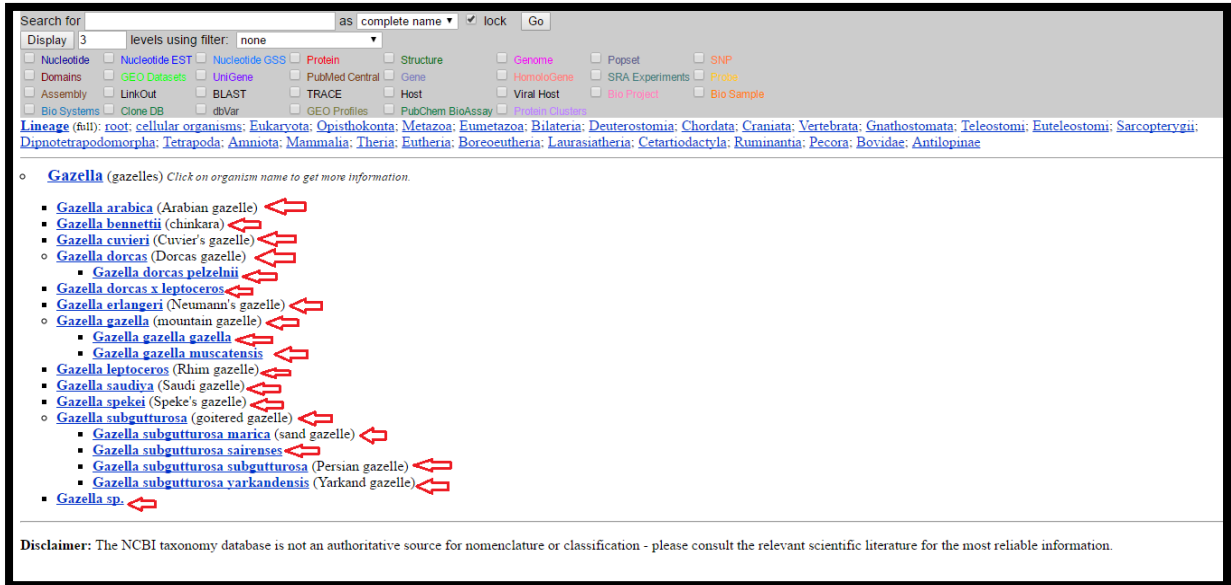 Search for as complete name lock Go
Display 3 levels using filter: none
Nucleotide Nucleotide EST Nucleotide GSS Protein Structure Genome Popset SNP
Domains GEO Datasets UniGene PubMed Central Gene HomoloGene SRA Experiments Probe
Assembly LinkOut BLAST TRACE Host Viral Host Bio Project Bio Sample
Bio Systems Clone DB dbVar GEO Profiles PubChem BioAssay Protein Clusters
Lineage (full): root; cellular organisms; Eukaryota; Opisthokonta; Metazoa; Eumetazoa; Bilateria; Deuterostomia; Chordata; Craniata; Vertebrata; Gnathostomata; Teleostomi; Euteleostomi; Sarcopterygii;
Dipnotetrapodomorpha; Tetrapoda; Amniota; Mammalia; Theria; Eutheria; Boreoeutheria; Laurasiatheria; Cetartiodactyla; Ruminantia; Pecora; Bovidae; Antilopinae
Gazella (gazelles) Click on organism name to get more information.
Gazella arabica (Arabian gazelle)
Gazella bennettii (chinkara)
Gazella cuvieri (Cuvier's gazelle)
Gazella dorcas (Dorcas gazelle)
Gazella dorcas pelzelnii
Gazella dorcas x leptoceros
Gazella erlangeri (Neumann's gazelle)
Gazella gazella (mountain gazelle)
Gazella gazella gazella
Gazella gazella muscatensis
Gazella leptoceros (Rhim gazelle)
Gazella saudiya (Saudi gazelle)
Gazella spekei (Speke's gazelle)
Gazella subgutturosa (goitered gazelle)
Gazella subgutturosa marica (sand gazelle)
Gazella subgutturosa sairenses
Gazella subgutturosa subgutturosa (Persian gazelle)
Gazella subgutturosa yarkandensis (Yarkand gazelle)
Gazella sp.
Disclaimer: The NCBI taxonomy database is not an authoritative source for nomenclature or classification - please consult the relevant scientific literature for the most reliable information.